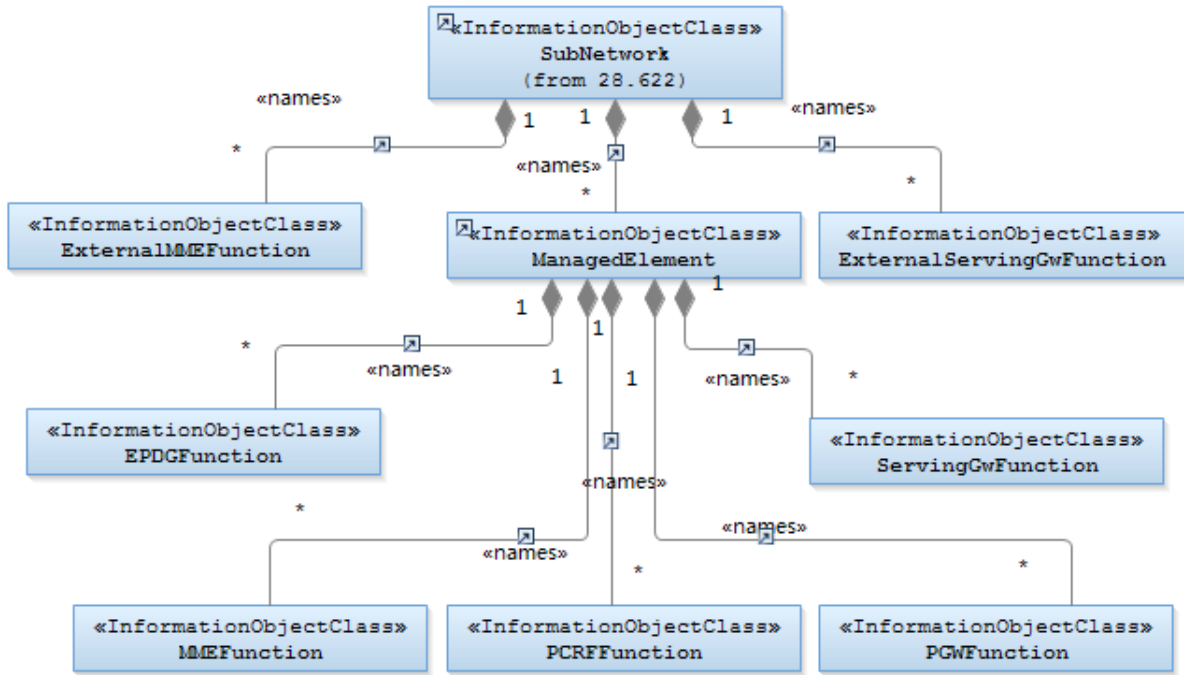 «InformationObjectClass»
SubNetwork
(from 28.622)
«names»
1
1
1
«names»
*
«names»
*
*
«InformationObjectClass»
ExternalMMEFunction
«InformationObjectClass»
ManagedElement
«InformationObjectClass»
ExternalServingGwFunction
1
1
1
*
«names»
1
1
«names»
*
«InformationObjectClass»
EPDGFunction
«InformationObjectClass»
ServingGwFunction
«names»
*
«names»
«names»
*
*
«InformationObjectClass»
MMEFunction
«InformationObjectClass»
PCRFFunction
«InformationObjectClass»
PGWFunction